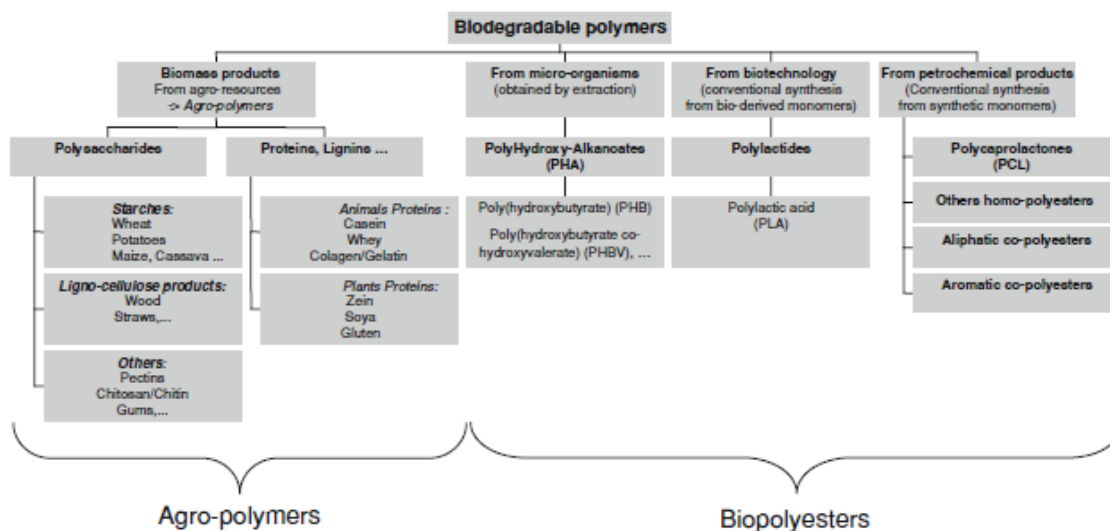 Biodegradable polymers
Biomass products
From agro-resources
-> Agro-polymers
From micro-organisms
(obtained by extraction)
From biotechnology
(conventional synthesis
from bio-derived monomers)
From petrochemical products
(Conventional synthesis
from synthetic monomers)
Polysaccharides
Proteins, Lignins ...
PolyHydroxy-Alkanoates
(PHA)
Polylactides
Polycaprolactones
(PCL)
Starches:
Wheat
Potatoes
Maize, Cassava ...
Animals Proteins :
Casein
Whey
Colagen/Gelatin
Poly(hydroxybutyrate) (PHB)
Poly(hydroxybutyrate co-
hydroxyvalerate) (PHBV), ...
Polylactic acid
(PLA)
Others homo-polyesters
Aliphatic co-polyesters
Ligno-cellulose products:
Wood
Straws,...
Plants Proteins:
Zein
Soya
Gluten
Aromatic co-polyesters
Others:
Pectins
Chitosan/Chitin
Gums,...
Agro-polymers
Biopolyesters